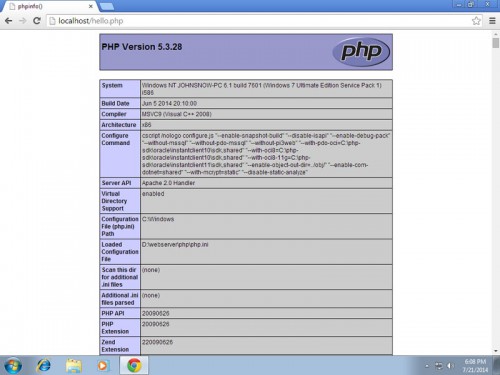 phpinfo()
localhost/hello.php
PHP Version 5.3.28
php
System Windows NT JOHNSNOW-PC 6.1 build 7601 (Windows 7 Ultimate Edition Service Pack 1)
i586
Build Date Jun 5 2014 20:10:00
Compiler MSVC9 (Visual C++ 2008)
Architecture x86
Configure cscript /nologo configure.js "--enable-snapshot-build" "--disable-isapi" "--enable-debug-pack"
Command "--without-mssql" "--without-pdo-mssql" "--without-pi3web" "--with-pdo-oci=C:\php-
sdk\oracle\instantclient10\sdk,shared" "--with-oci8=C:\php-
sdk\oracle\instantclient10\sdk,shared" "--with-oci8-11g=C:\php-
sdk\oracle\instantclient11\sdk,shared" "--enable-object-out-dir=../obj/" "--enable-com-
dotnet=shared" "--with-mcrypt=static" "--disable-static-analyze"
Server API Apache 2.0 Handler
Virtual enabled
Directory
Support
Configuration C:\Windows
File (php.ini)
Path
Loaded D:\webserver\php\php.ini
Configuration
File
Scan this dir (none)
for additional
.ini files
Additional .ini (none)
files parsed
PHP API 20090626
PHP 20090626
Extension
Zend 220090626
Extension
6:08 PM
7/21/2014